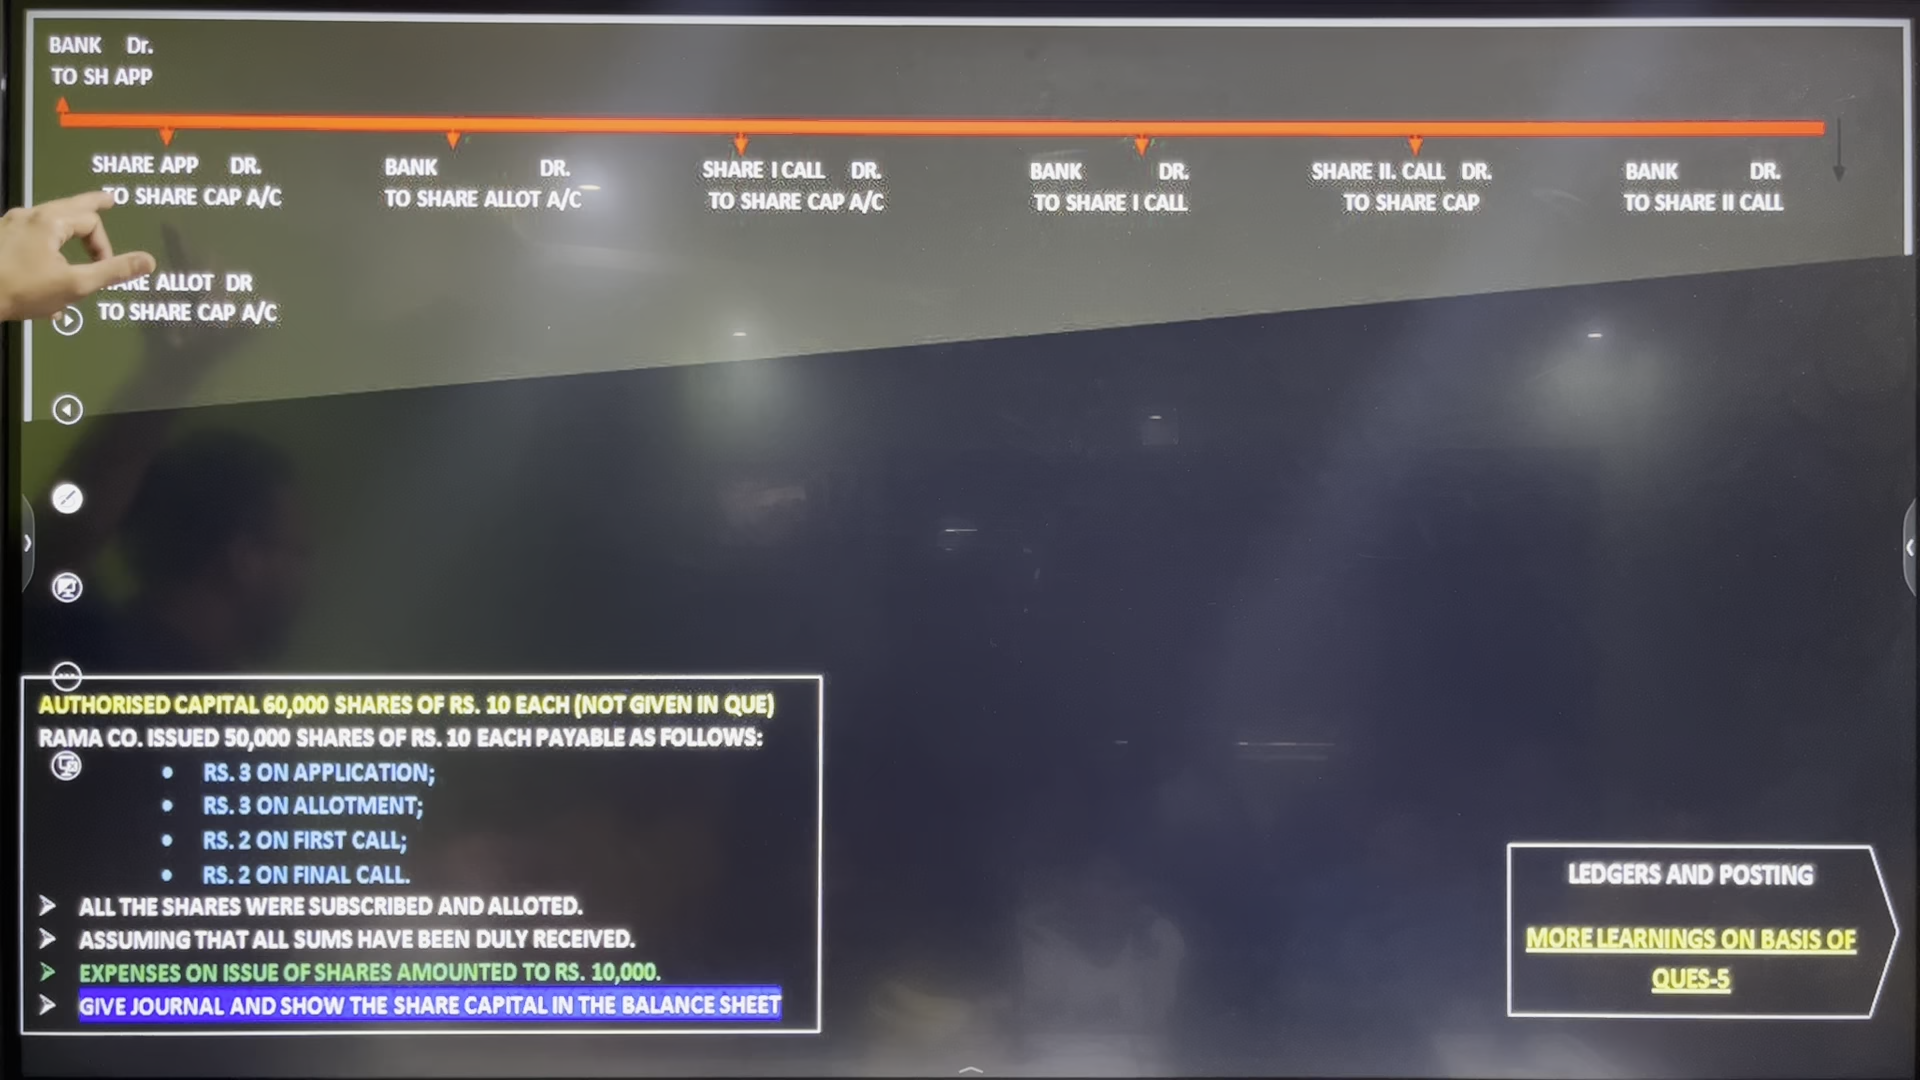 BANK Dr.
TO SH APP
SHARE APP DR.
TO SHARE CAP A/C
ALLOT DR
TO SHARE CAP A/C
BANK DR.
TO SHARE ALLOT A/C
SHARE I CALL DR.
TO SHARE CAP A/C
BANK DR.
TO SHARE I CALL
SHARE II. CALL DR.
TO SHARE CAP
BANK DR.
TO SHARE II CALL
AUTHORISED CAPITAL 60,000 SHARES OF RS. 10 EACH (NOT GIVEN IN QUE)
RAMA CO. ISSUED 50,000 SHARES OF RS. 10 EACH PAYABLE AS FOLLOWS:
• RS. 3 ON APPLICATION;
• RS. 3 ON ALLOTMENT;
• RS. 2 ON FIRST CALL;
• RS. 2 ON FINAL CALL.
➢ ALL THE SHARES WERE SUBSCRIBED AND ALLOTED.
➢ ASSUMING THAT ALL SUMS HAVE BEEN DULY RECEIVED.
➢ EXPENSES ON ISSUE OF SHARES AMOUNTED TO RS. 10,000.
➢ GIVE JOURNAL AND SHOW THE SHARE CAPITAL IN THE BALANCE SHEET
LEDGERS AND POSTING
MORE LEARNINGS ON BASIS OF
QUES-5